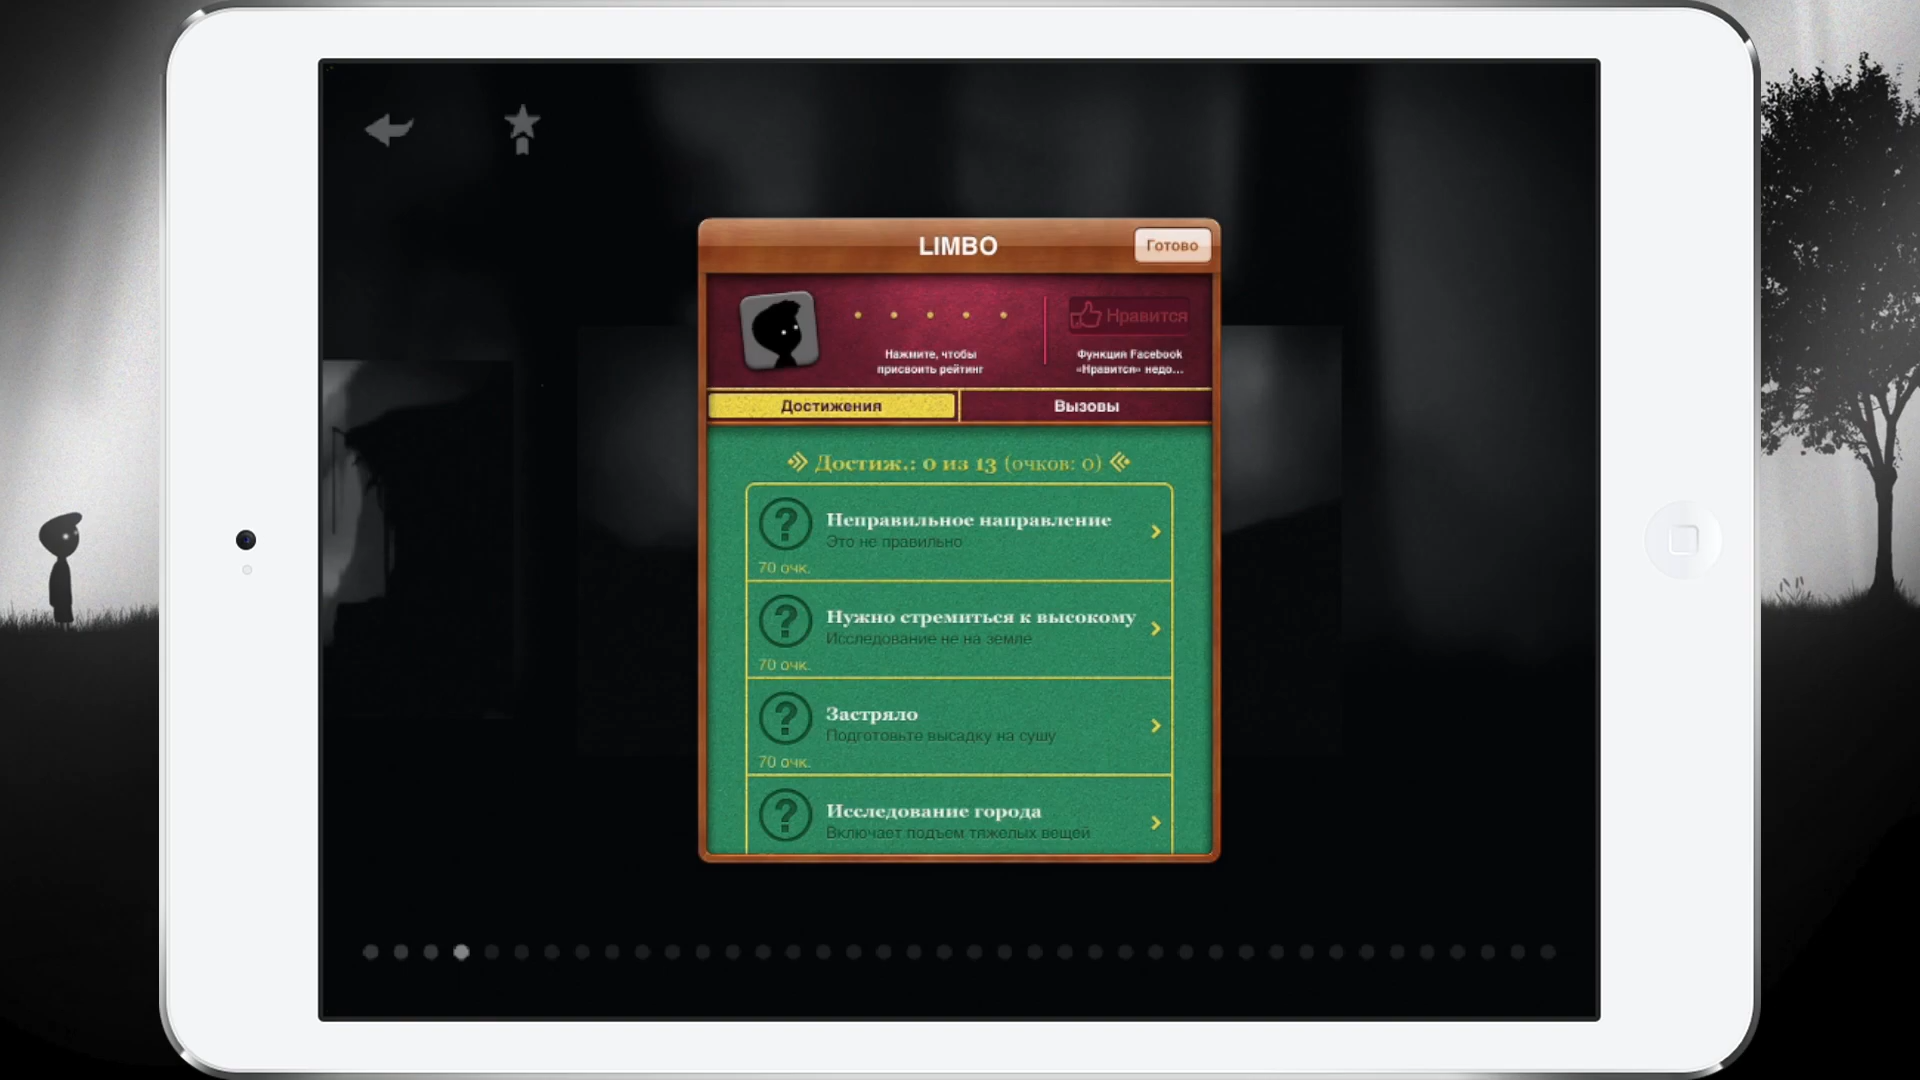 LIMBO
Готово
Нравится
Нажмите, чтобы
присвоить рейтинг
Функция Facebook
«Нравится» недо...
Достижения
Вызовы
Достиж.: 0 из 13 (очков: 0)
Неправильное направление
Это не правильно
70 очк.
Нужно стремиться к высокому
Исследование не на земле
70 очк.
Застряло
Подготовьте высадку на сушу
70 очк.
Исследование города
Включает подъем тяжелых вещей